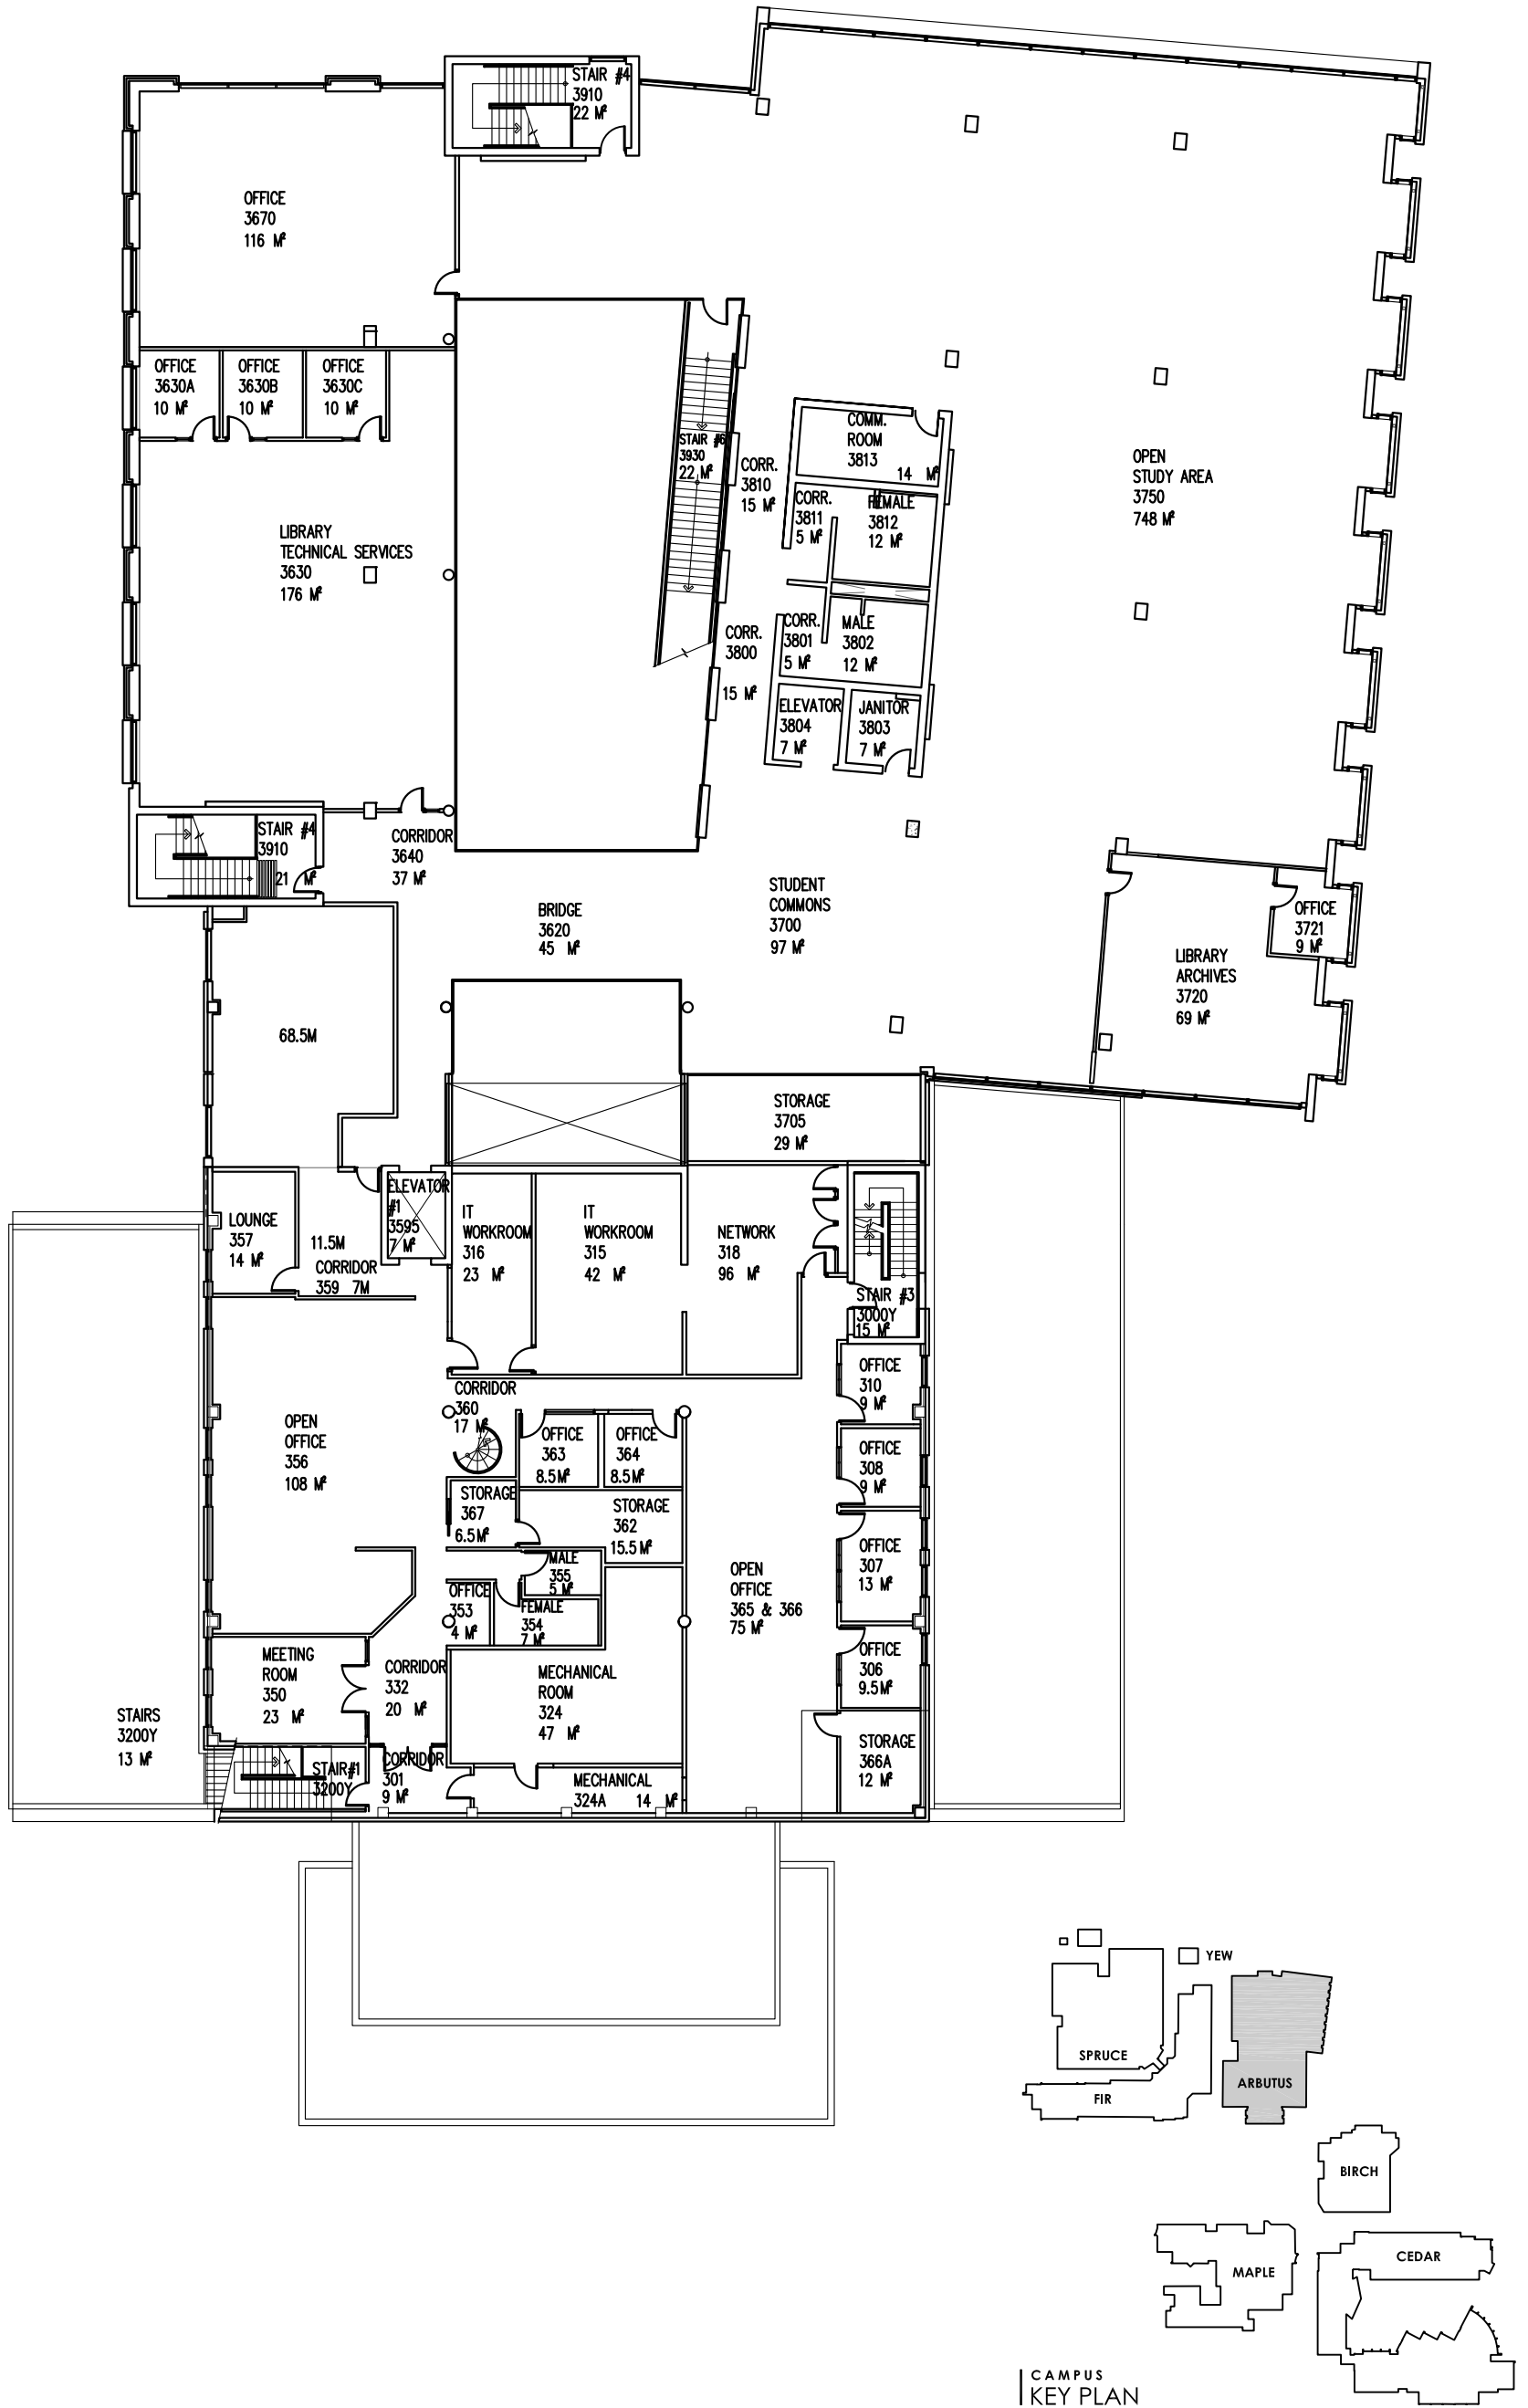 STAIR #4
3910
22 M²
OFFICE
3670
116 M²
OFFICE
3630A
10 M²
OFFICE
3630B
10 M²
OFFICE
3630C
10 M²
STAIR #6
3930
22 M²
CORR.
3810
15 M²
COMM.
ROOM
3813
14 M²
CORR.
3811
5 M²
FEMALE
3812
12 M²
OPEN
STUDY AREA
3750
748 M²
LIBRARY
TECHNICAL SERVICES
3630
176 M²
CORR.
3800
15 M²
CORR.
3801
5 M²
MALE
3802
12 M²
ELEVATOR
3804
7 M²
JANITOR
3803
7 M²
STAIR #4
3910
21 M²
CORRIDOR
3640
37 M²
BRIDGE
3620
45 M²
STUDENT
COMMONS
3700
97 M²
OFFICE
3721
9 M²
LIBRARY
ARCHIVES
3720
69 M²
68.5M
STORAGE
3705
29 M²
LOUNGE
357
14 M²
11.5M
CORRIDOR
359 7M
ELEVATOR
#1
3595
7 M²
IT
WORKROOM
316
23 M²
IT
WORKROOM
315
42 M²
NETWORK
318
96 M²
STAIR #3
3000Y
15 M²
OFFICE
310
9 M²
CORRIDOR
360
17 M²
OPEN
OFFICE
356
108 M²
OFFICE
363
8.5M²
OFFICE
364
8.5M²
OFFICE
308
9 M²
STORAGE
367
6.5M²
STORAGE
362
15.5M²
OFFICE
307
13 M²
MALE
355
5 M²
OFFICE
353
4 M²
FEMALE
354
7 M²
OPEN
OFFICE
365 & 366
75 M²
OFFICE
306
9.5M²
MEETING
ROOM
350
23 M²
CORRIDOR
332
20 M²
MECHANICAL
ROOM
324
47 M²
STAIRS
3200Y
13 M²
STORAGE
366A
12 M²
STAIR#1
3200Y
CORRIDOR
301
9 M²
MECHANICAL
324A 14 M²
YEW
SPRUCE
FIR
ARBUTUS
BIRCH
MAPLE
CEDAR
CAMPUS
KEY PLAN